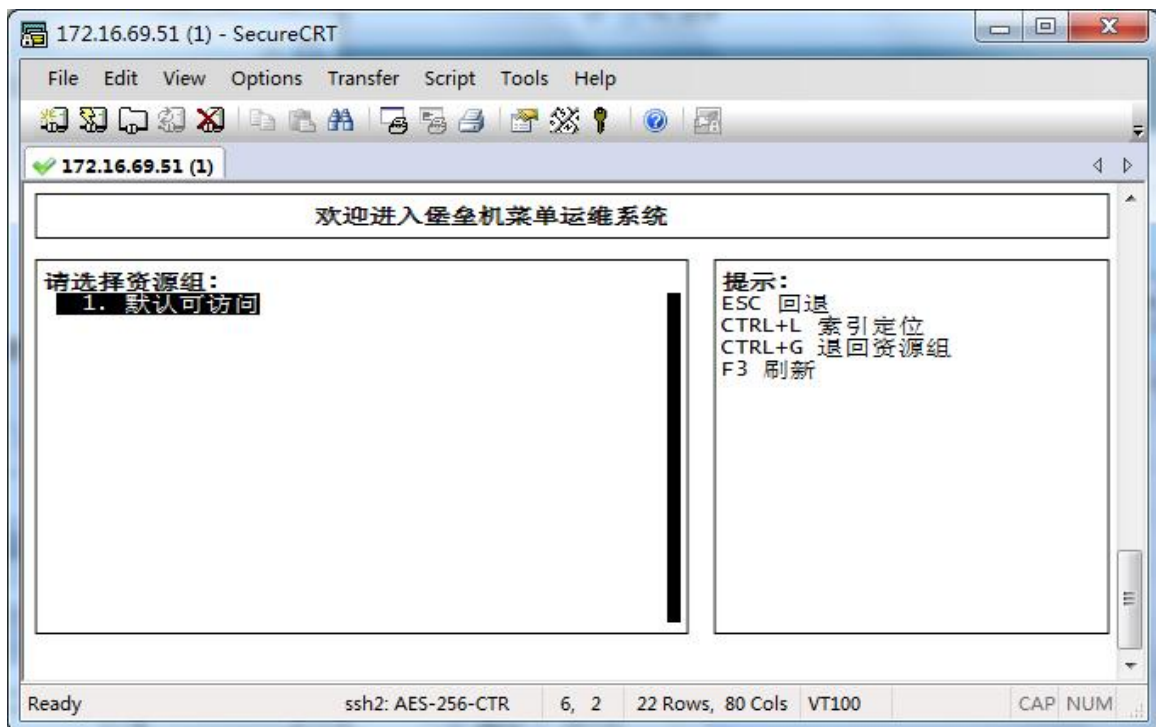 172.16.69.51 (1) - SecureCRT
File Edit View Options Transfer Script Tools Help
172.16.69.51 (1)
欢迎进入堡垒机菜单运维系统
请选择资源组:
1. 默认可访问
提示:
ESC 回退
CTRL+L 索引定位
CTRL+G 退回资源组
F3 刷新
Ready ssh2: AES-256-CTR 6, 2 22 Rows, 80 Cols VT100 CAP NUM